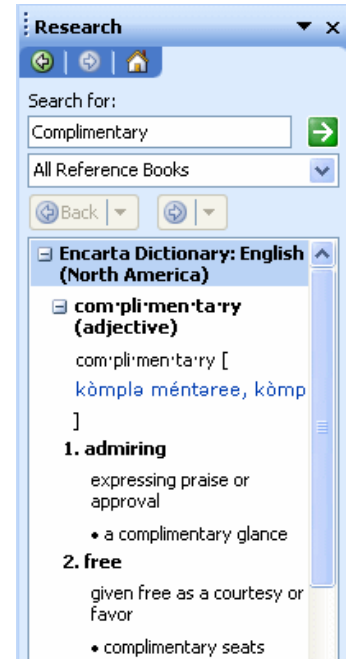 Research
Search for:
Complimentary
All Reference Books
Back
Encarta Dictionary: English
(North America)
com·pli·men·ta·ry
(adjective)
com·pli·men·ta·ry [
kòmplə méntəree, kòmp
]
1. admiring
expressing praise or
approval
• a complimentary glance
2. free
given free as a courtesy or
favor
• complimentary seats